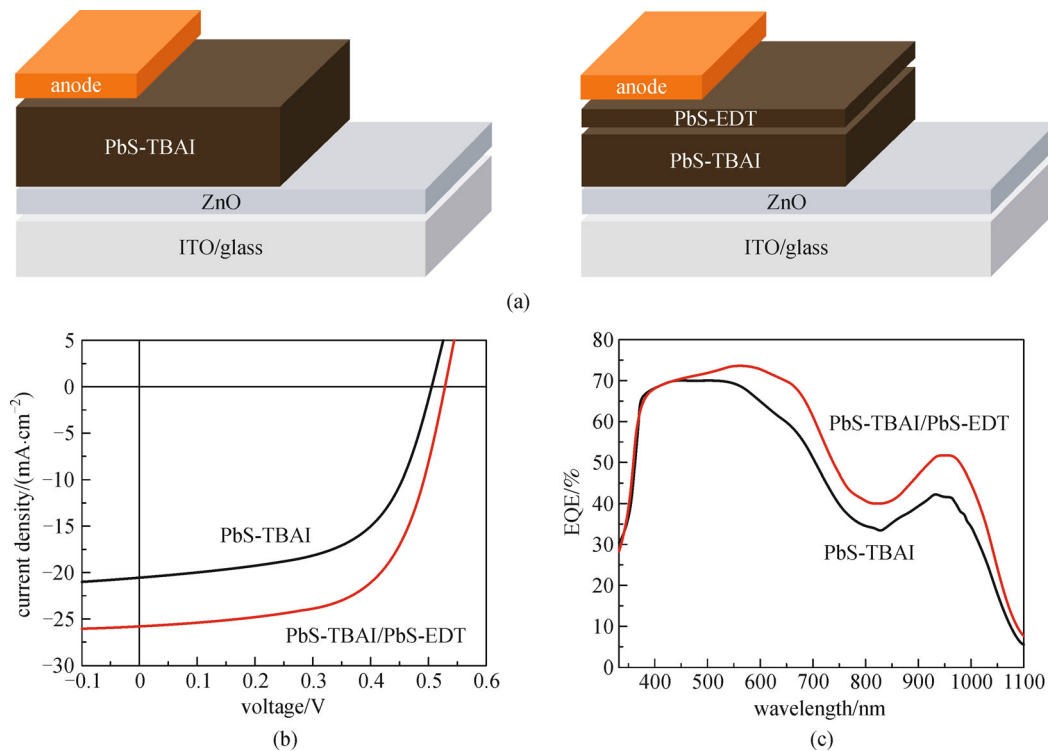 anode
PbS-TBAI
ZnO
ITO/glass
anode
PbS-EDT
PbS-TBAI
ZnO
ITO/glass
(a)
5
0
−5
−10
−15
−20
−25
−30
current density/(mA·cm⁻²)
PbS-TBAI
PbS-TBAI/PbS-EDT
−0.1 0 0.1 0.2 0.3 0.4 0.5 0.6
voltage/V
(b)
80
70
60
50
40
30
20
10
0
EQE/%
PbS-TBAI/PbS-EDT
PbS-TBAI
400 500 600 700 800 900 1000 1100
wavelength/nm
(c)